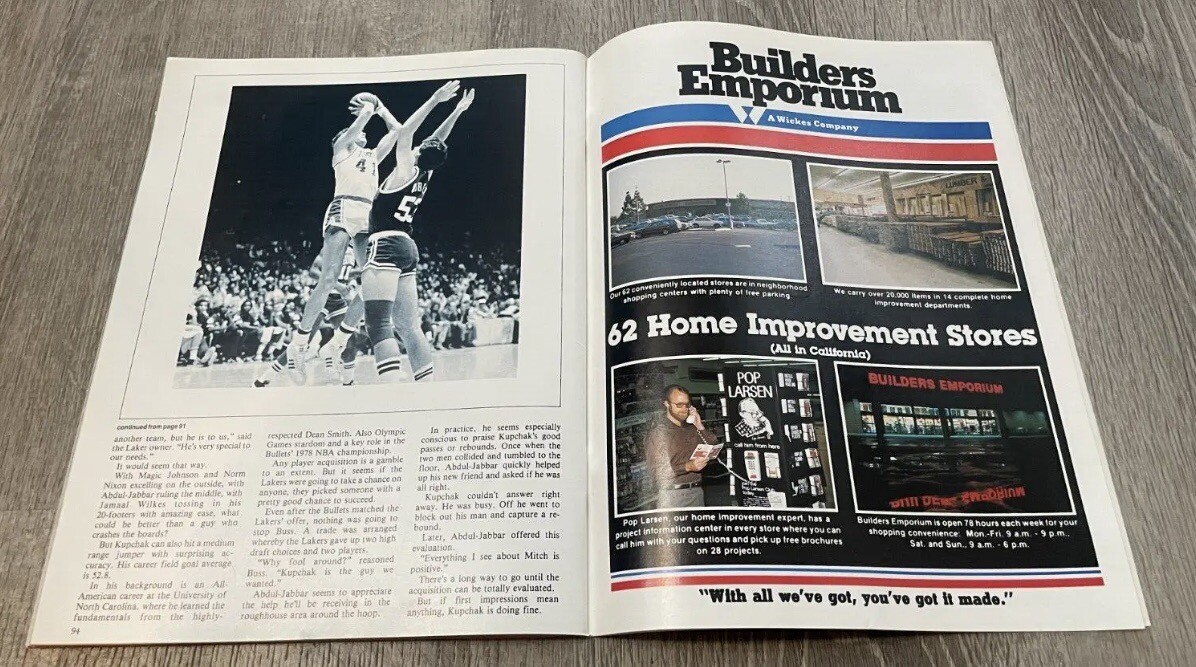 41
53
continued from page 91
another team, but he is to us," said
the Laker owner. "He's very special to
our needs."
It would seem that way.
With Magic Johnson and Norm
Nixon excelling on the outside, with
Abdul-Jabbar ruling the middle, with
Jamaal Wilkes tossing in his
20-footers with amazing ease, what
could be better than a guy who
crashes the boards?
But Kupchak can also hit a medium
range jumper with surprising ac-
curacy. His career field goal average
is 52.8.
In his background is an All-
American career at the University of
North Carolina, where he learned the
fundamentals from the highly-
94
respected Dean Smith. Also Olympic
Games stardom and a key role in the
Bullets' 1978 NBA championship.
Any player acquisition is a gamble
to an extent. But it seems if the
Lakers were going to take a chance on
anyone, they picked someone with a
pretty good chance to succeed.
Even after the Bullets matched the
Lakers' offer, nothing was going to
stop Buss. A trade was arranged
whereby the Lakers gave up two high
draft choices and two players.
"Why fool around?" reasoned
Buss. "Kupchak is the guy we
wanted."
Abdul-Jabbar seems to appreciate
the help he'll be receiving in the
roughhouse area around the hoop.
In practice, he seems especially
conscious to praise Kupchak's good
passes or rebounds. Once when the
two men collided and tumbled to the
floor, Abdul-Jabbar quickly helped
up his new friend and asked if he was
all right.
Kupchak couldn't answer right
away. He was busy. Off he went to
block out his man and capture a re-
bound.
Later, Abdul-Jabbar offered this
evaluation.
"Everything I see about Mitch is
positive."
There's a long way to go until the
acquisition can be totally evaluated.
But if first impressions mean
anything, Kupchak is doing fine.
Builders
Emporium
A Wickes Company
LUMBER
Our 62 conveniently located stores are in neighborhood
shopping centers with plenty of free parking.
We carry over 20,000 items in 14 complete home
improvement departments.
62 Home Improvement Stores
(All in California)
POP
LARSEN
call him from here
BUILDERS EMPORIUM
Pop Larsen, our home improvement expert, has a
project information center in every store where you can
call him with your questions and pick up free brochures
on 28 projects.
Builders Emporium is open 78 hours each week for your
shopping convenience: Mon.-Fri. 9 a.m. - 9 p.m..
Sat. and Sun.. 9 a.m. - 6 p.m.
"With all we've got, you've got it made."